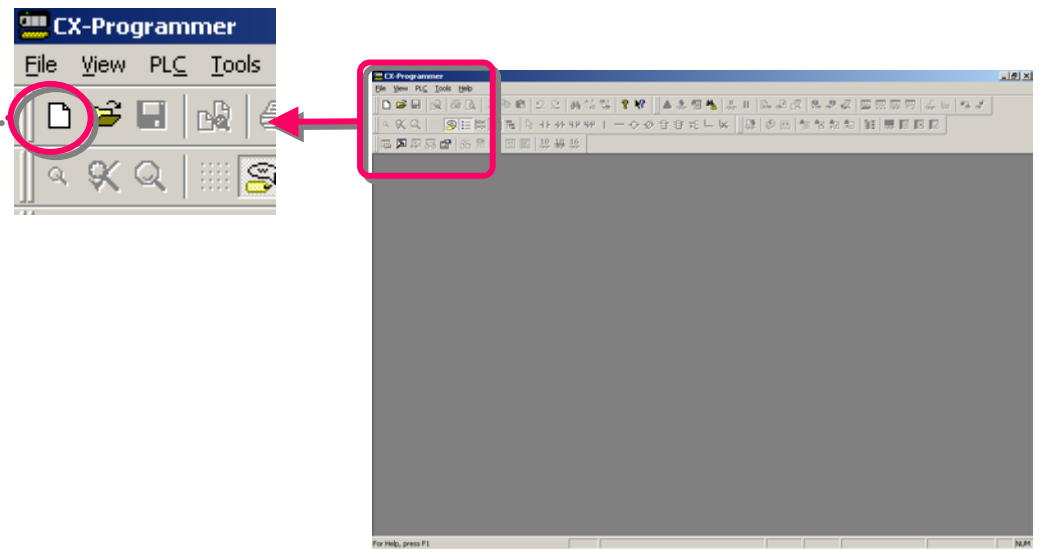 CX-Programmer
File View PLC Tools
CX-Programmer
File View PLC Tools Help
For Help, press F1
NUM